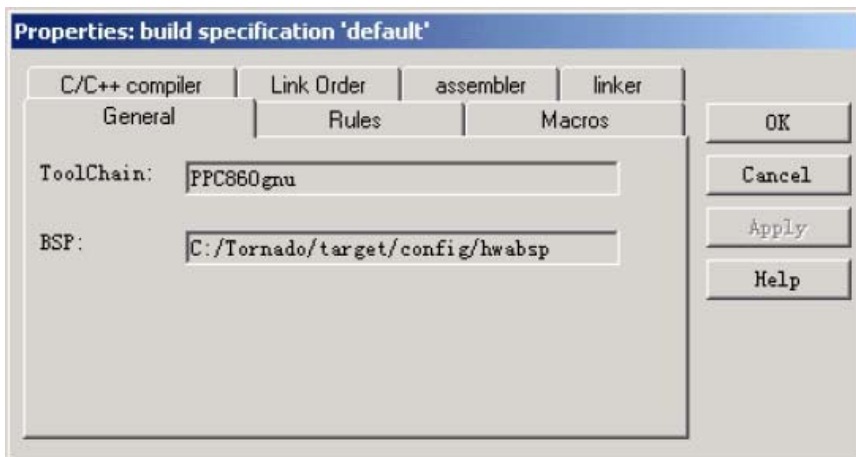 Properties: build specification 'default'
C/C++ compiler Link Order assembler linker
General Rules Macros
ToolChain: PPC860gnu
BSP: C:/Tornado/target/config/hwabsp
OK
Cancel
Apply
Help